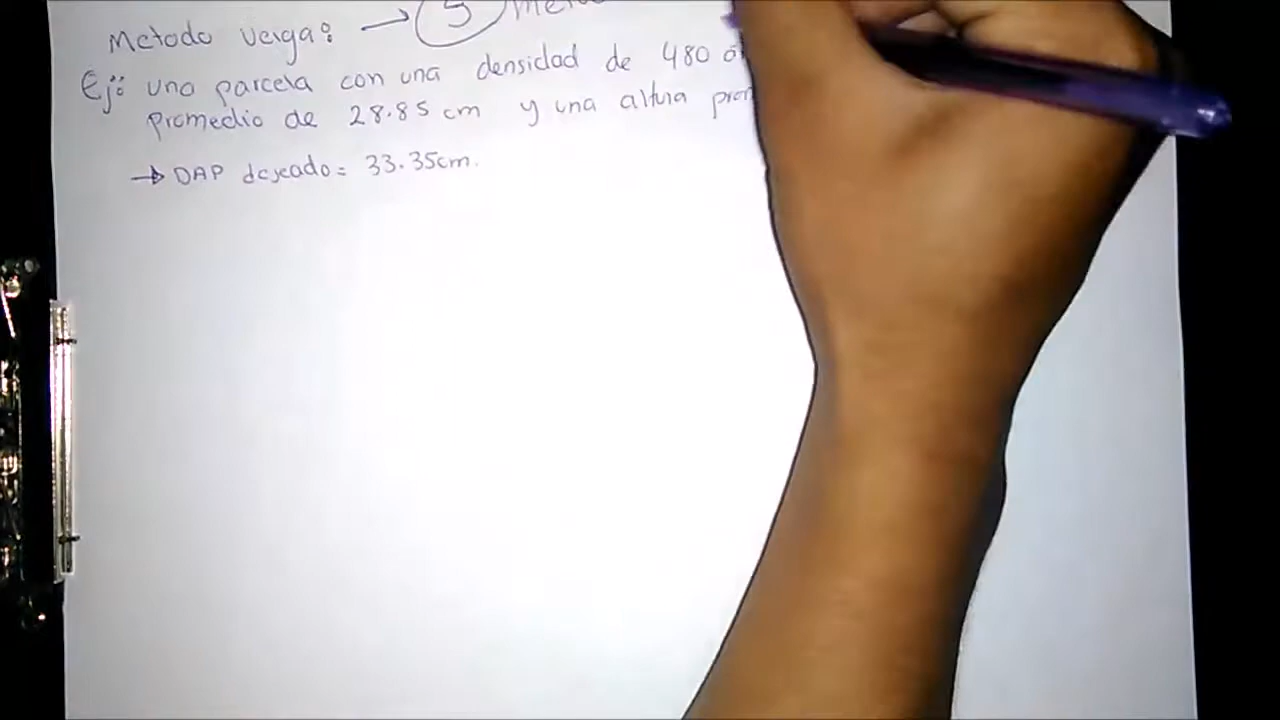 Metodo Veiga: → 5
Ej: una parcela con una densidad de 480
promedio de 28.85 cm y una altura
→ DAP deseado = 33.35cm.